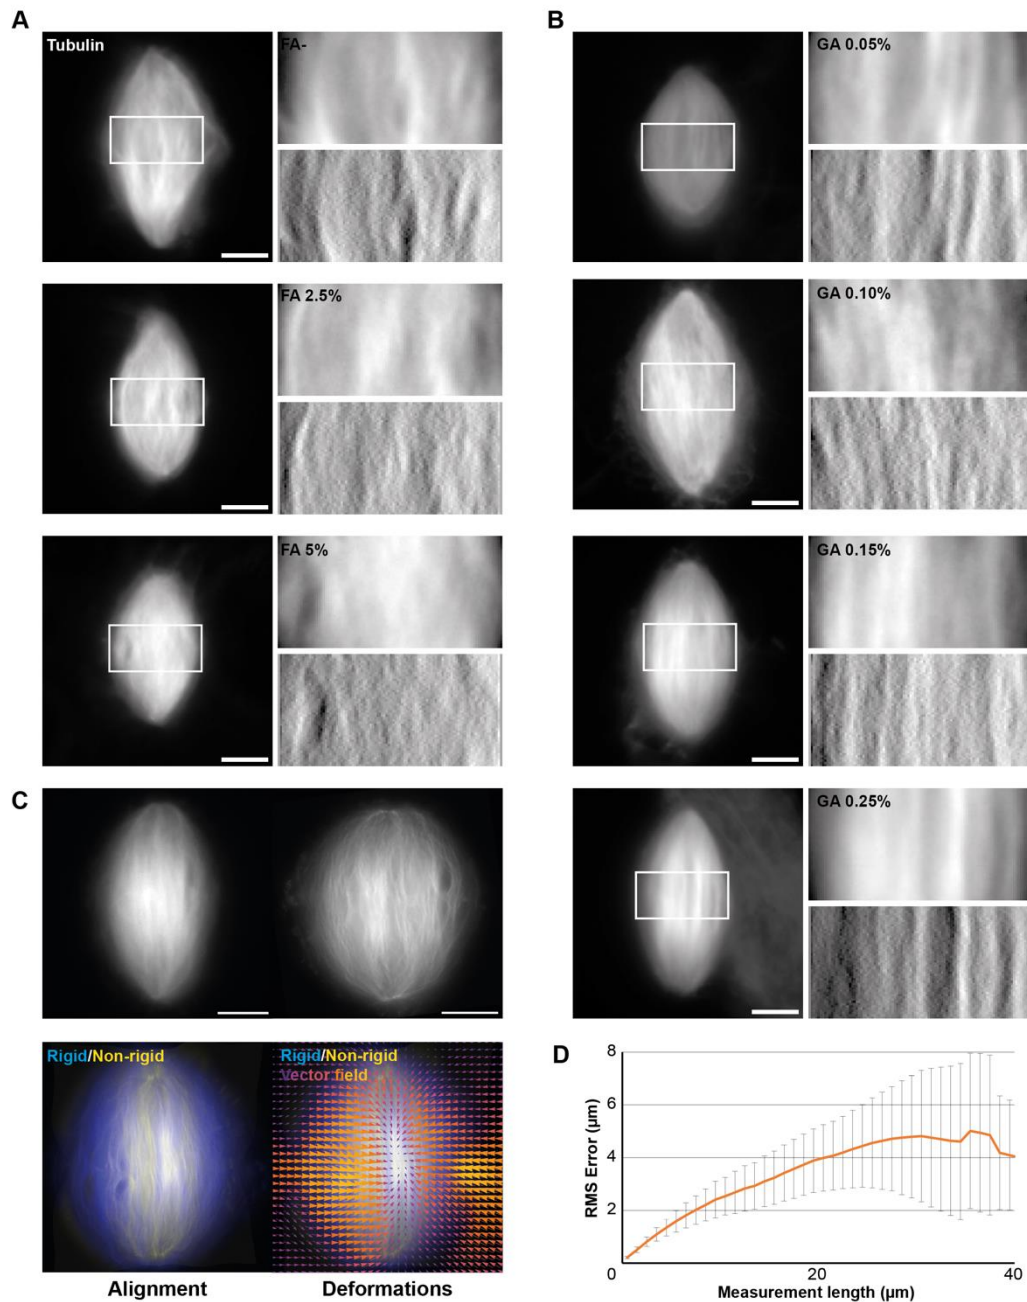 A
Tubulin
FA-
FA 2.5%
FA 5%
B
GA 0.05%
GA 0.10%
GA 0.15%
GA 0.25%
C
Rigid/Non-rigid
Rigid/Non-rigid
Vector field
Alignment
Deformations
D
8
6
4
2
0
20
40
RMS Error (µm)
Measurement length (µm)